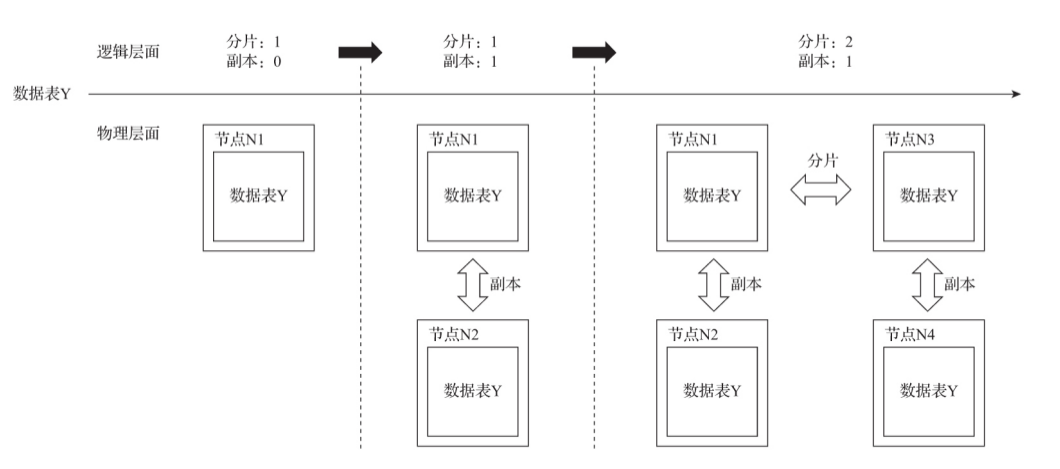 逻辑层面
分片：1
副本：0
分片：1
副本：1
分片：2
副本：1
数据表Y
物理层面
节点N1
数据表Y
节点N1
数据表Y
副本
节点N2
数据表Y
节点N1
数据表Y
分片
节点N3
数据表Y
副本
副本
节点N2
数据表Y
节点N4
数据表Y